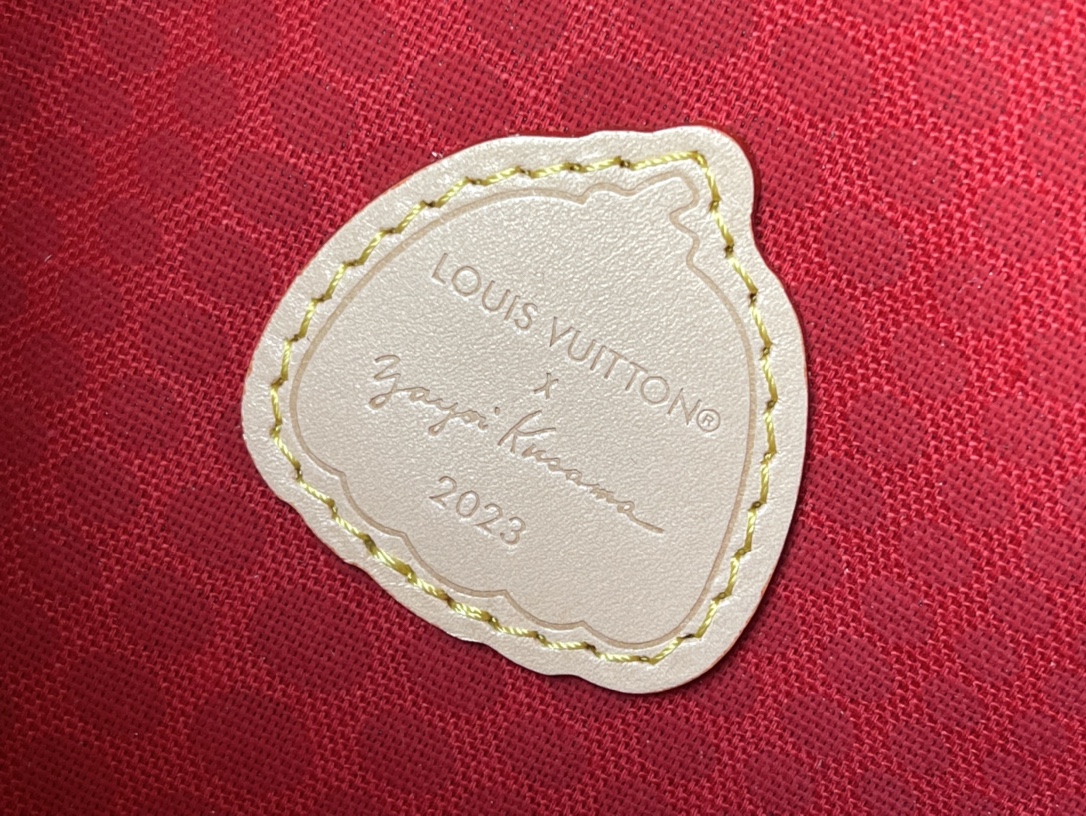 LOUIS VUITTON®
x
Yayoi Kusama
2023